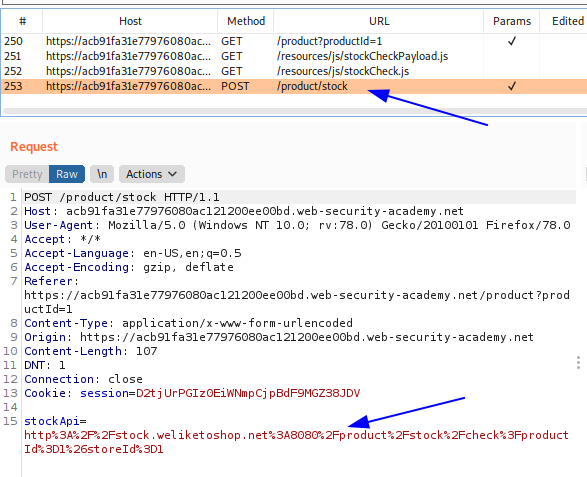 # Host Method URL Params Edited
250 https://acb91fa31e77976080ac... GET /product?productId=1 ✓
251 https://acb91fa31e77976080ac... GET /resources/js/stockCheckPayload.js
252 https://acb91fa31e77976080ac... GET /resources/js/stockCheck.js
253 https://acb91fa31e77976080ac... POST /product/stock ✓
Request
Pretty Raw \n Actions
1 POST /product/stock HTTP/1.1
2 Host: acb91fa31e77976080ac121200ee00bd.web-security-academy.net
3 User-Agent: Mozilla/5.0 (Windows NT 10.0; rv:78.0) Gecko/20100101 Firefox/78.0
4 Accept: */*
5 Accept-Language: en-US,en;q=0.5
6 Accept-Encoding: gzip, deflate
7 Referer:
https://acb91fa31e77976080ac121200ee00bd.web-security-academy.net/product?prod
uctId=1
8 Content-Type: application/x-www-form-urlencoded
9 Origin: https://acb91fa31e77976080ac121200ee00bd.web-security-academy.net
10 Content-Length: 107
11 DNT: 1
12 Connection: close
13 Cookie: session=D2tjUrPGIz0EiWNmpCjpBdF9MGZ38JDV
14
15 stockApi=
http%3A%2F%2Fstock.weliketoshop.net%3A8080%2Fproduct%2Fstock%2Fcheck%3Fproduct
Id%3D1%26storeId%3D1